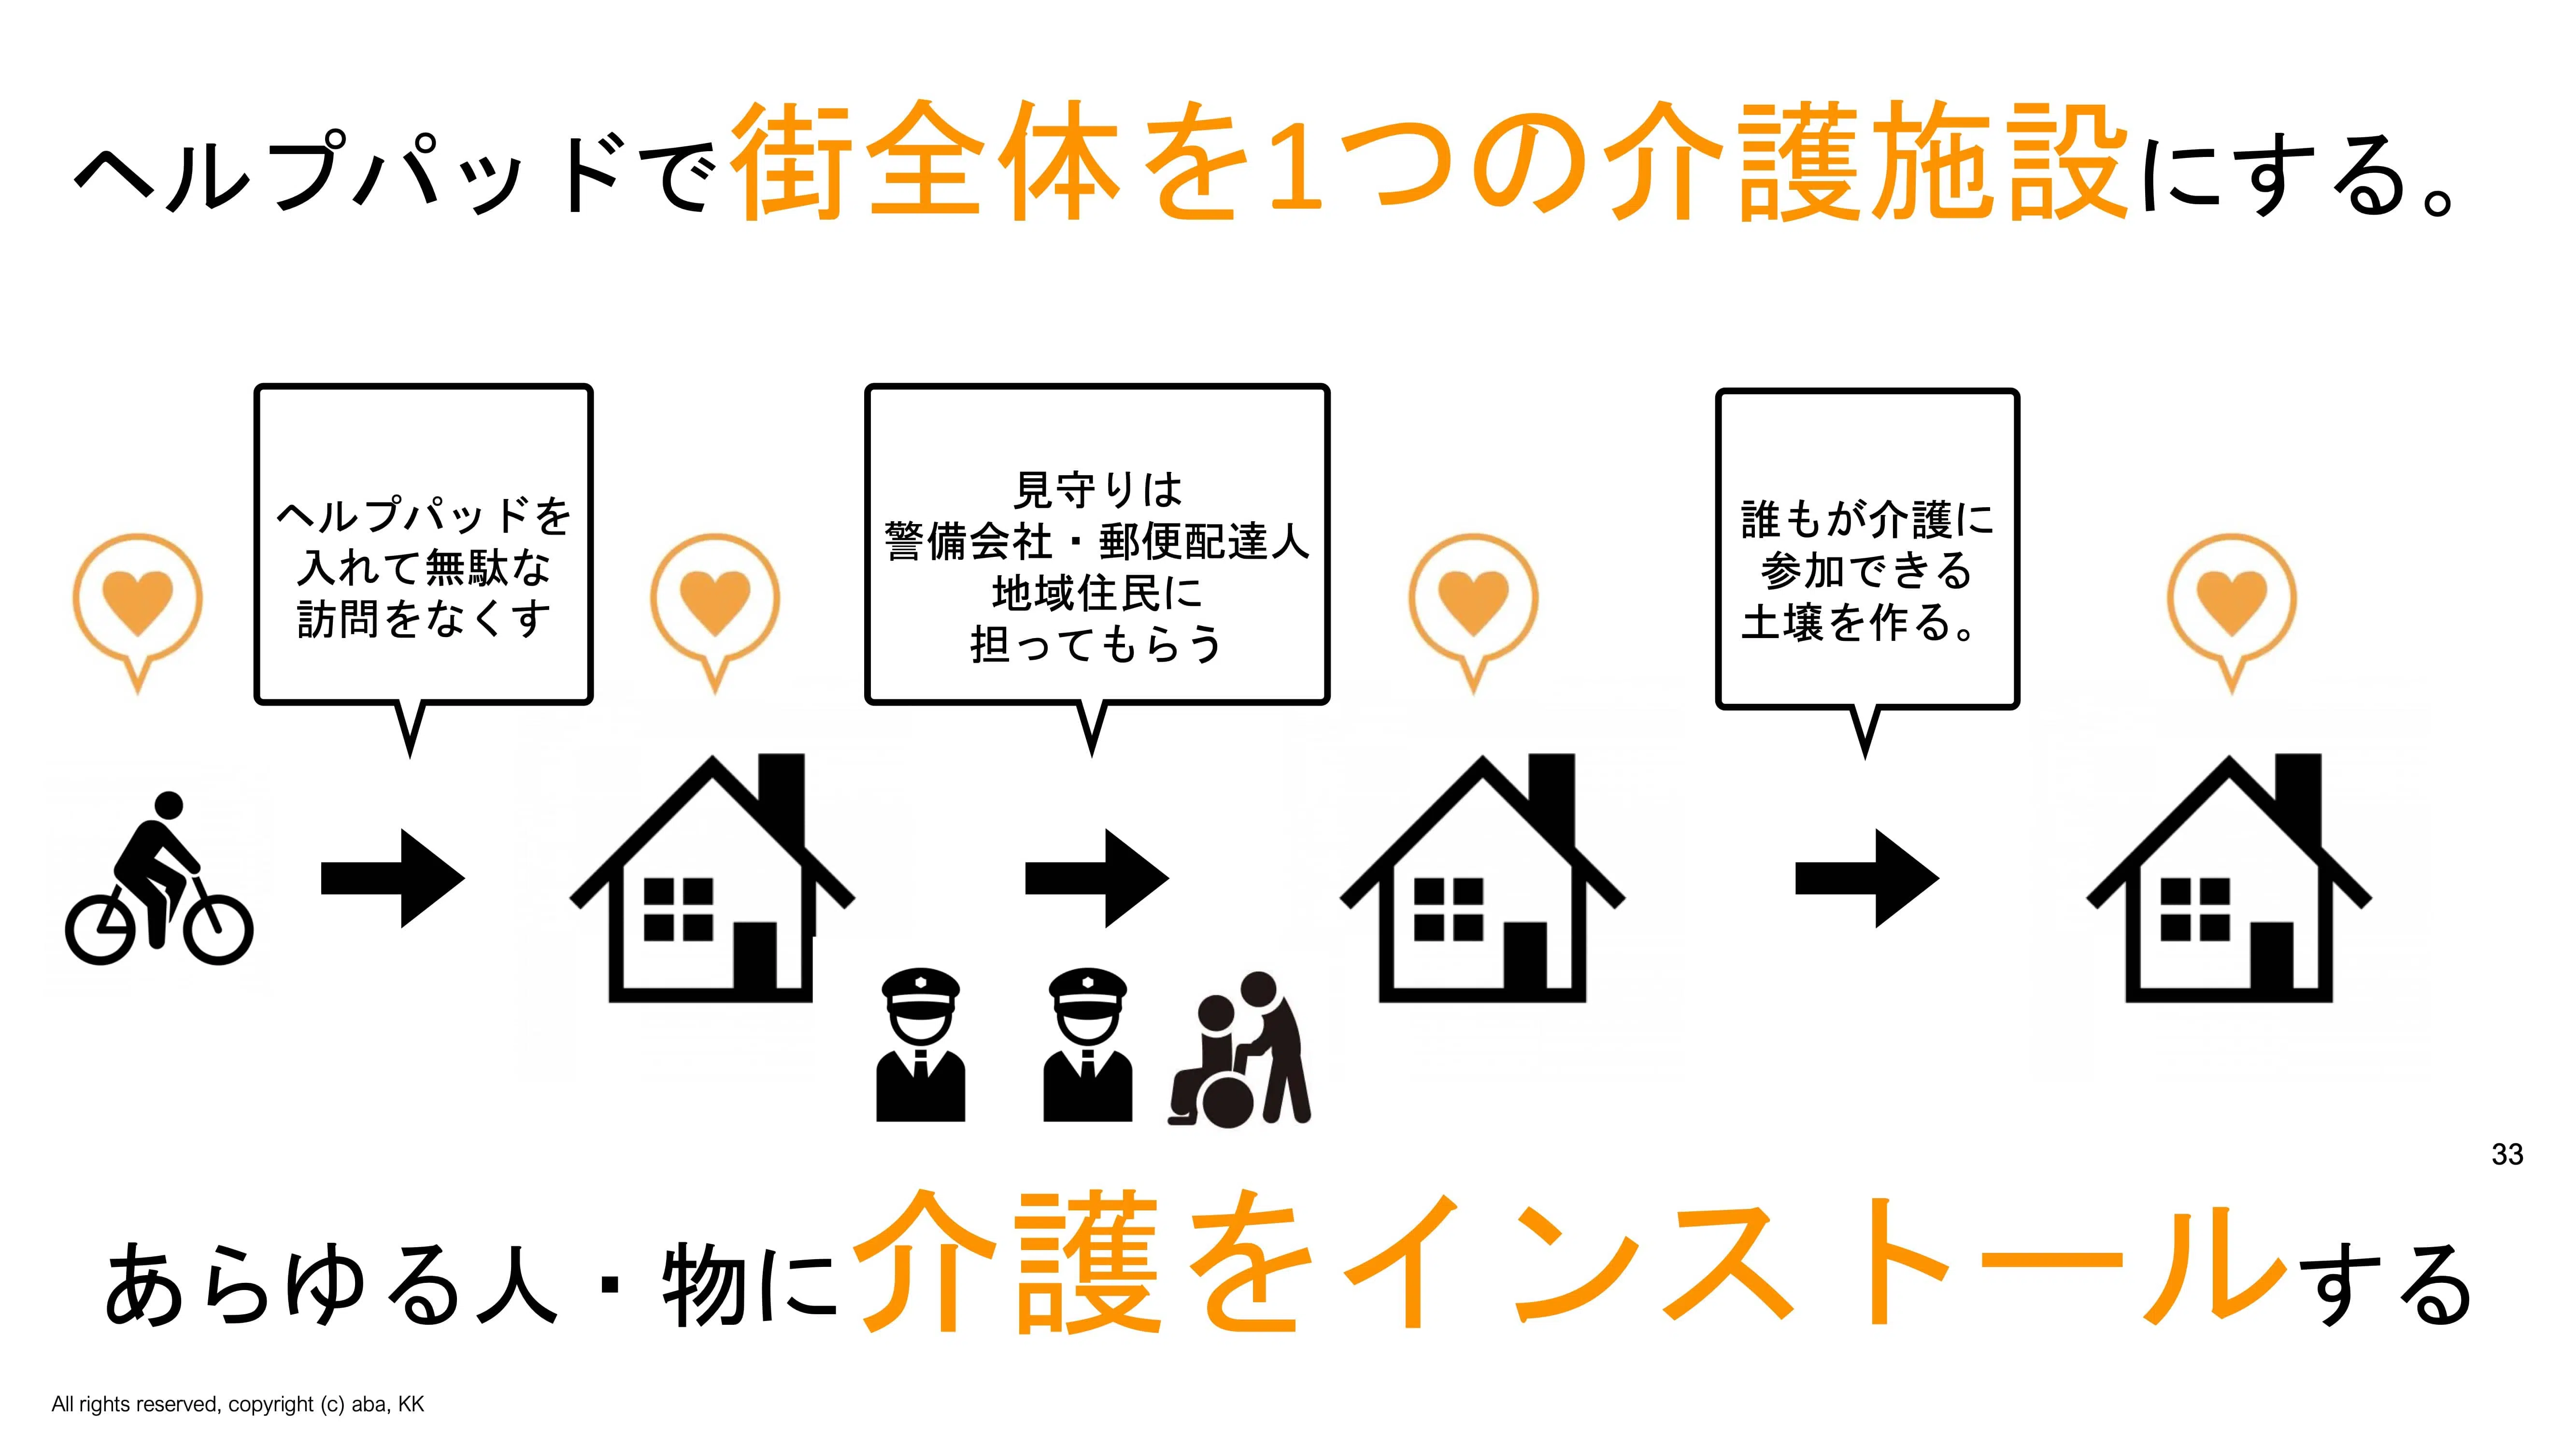 ヘルプパッドで街全体を1つの介護施設にする。
ヘルプパッドを
入れて無駄な
訪問をなくす
見守りは
警備会社・郵便配達人
地域住民に
担ってもらう
誰もが介護に
参加できる
土壌を作る。
33
あらゆる人・物に介護をインストールする
All rights reserved, copyright (c) aba, KK